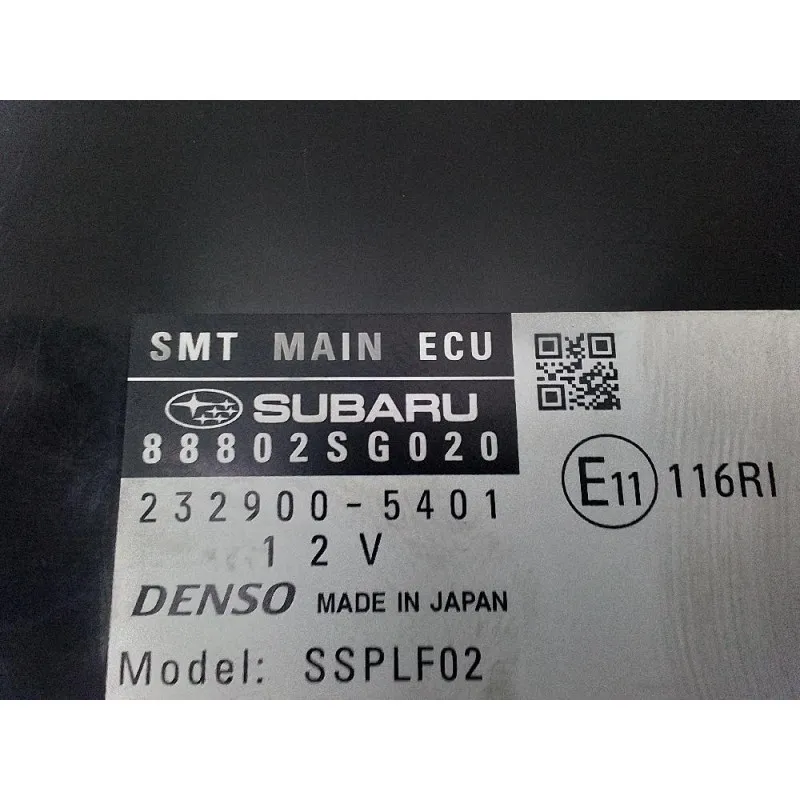 SMT MAIN ECU
SUBARU
88802SG020
232900-5401
12V
DENSO MADE IN JAPAN
Model: SSPLF02
E11 116RI